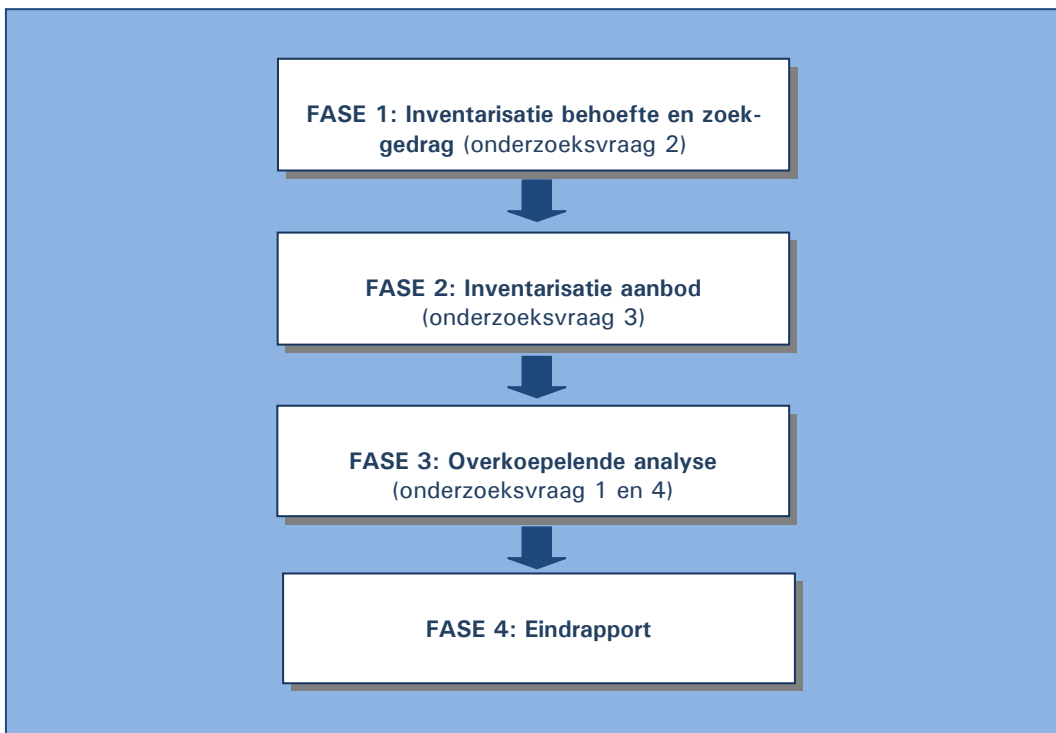 FASE 1: Inventarisatie behoefte en zoek-
gedrag (onderzoeksvraag 2)
FASE 2: Inventarisatie aanbod
(onderzoeksvraag 3)
FASE 3: Overkoepelende analyse
(onderzoeksvraag 1 en 4)
FASE 4: Eindrapport